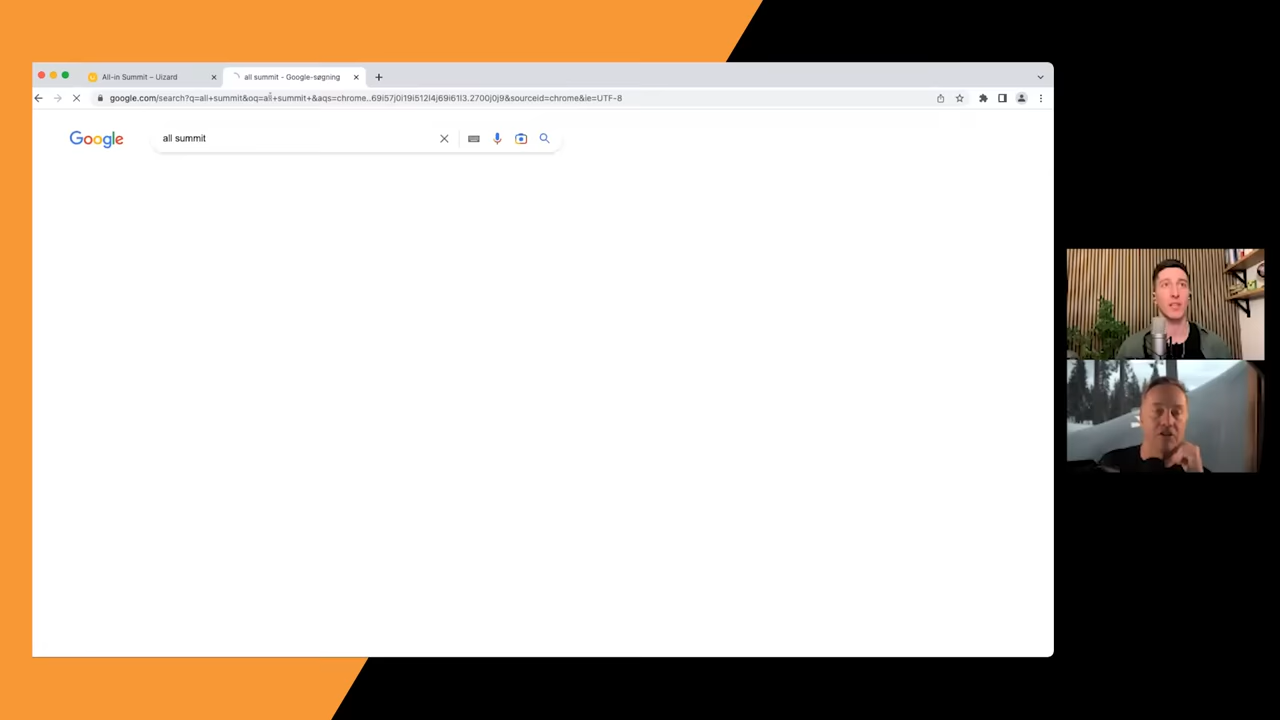 All-in Summit – Uizard
all summit - Google-søgning
google.com/search?q=all+summit&oq=all+summit+&aqs=chrome..69i57j0i19i512l4j69i61l3.2700j0j9&sourceid=chrome&ie=UTF-8
Google
all summit